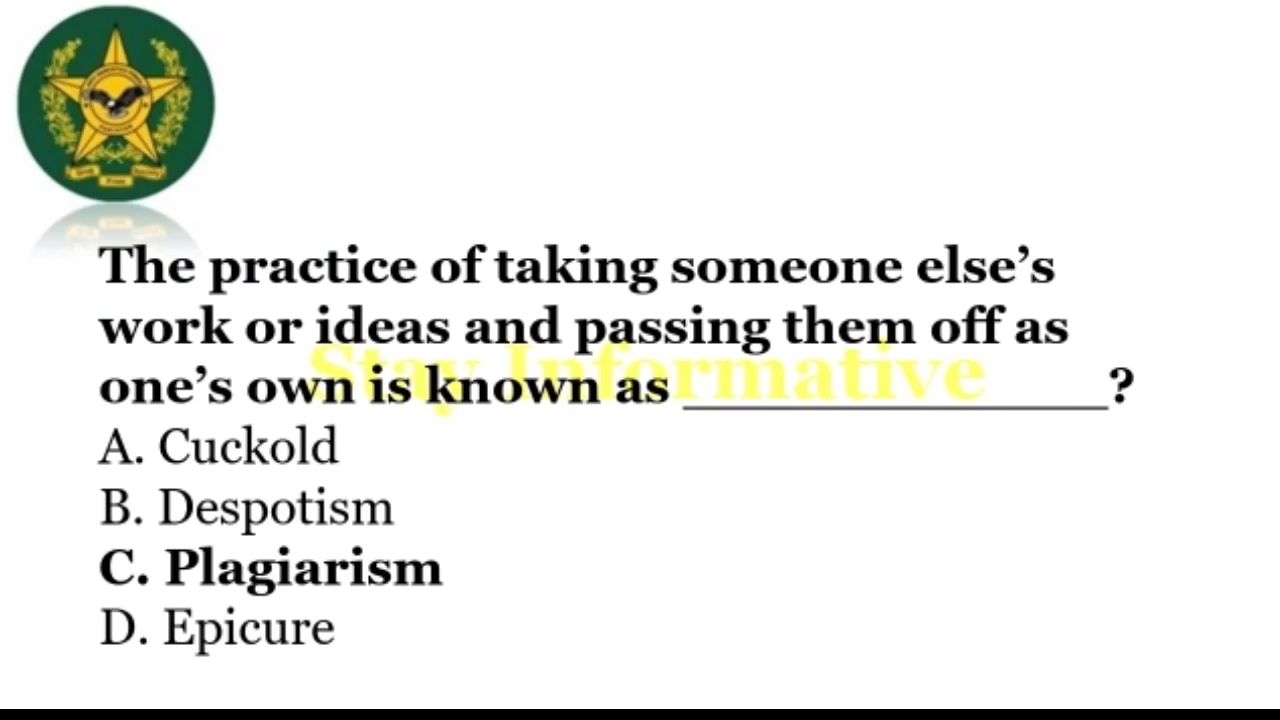 The practice of taking someone else’s
work or ideas and passing them off as
one’s own is known as ________________?
Stay Informative
A. Cuckold
B. Despotism
C. Plagiarism
D. Epicure